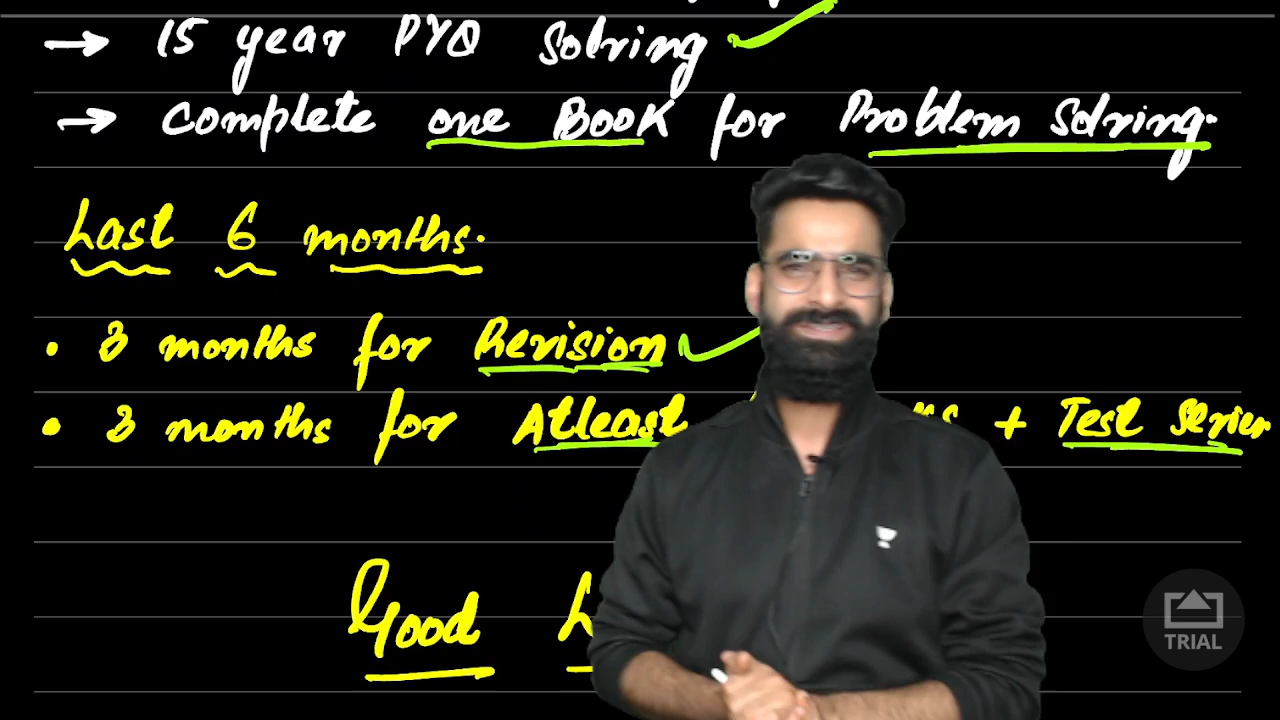 → 15 year PYQ Solving
→ Complete one Book for Problem Solving.
Last 6 months.
• 3 months for Revision
• 3 months for Atleast + Test Series
Good
TRIAL